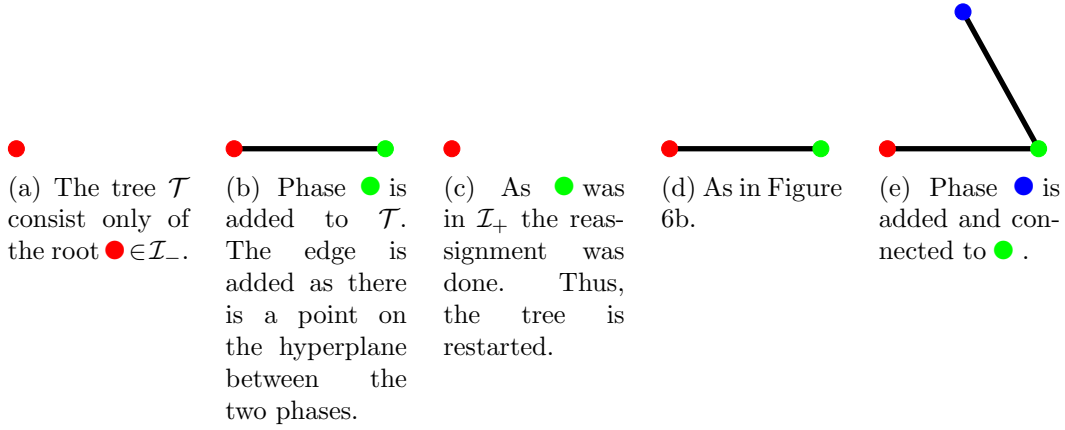 (a) The tree 𝒯
consist only of
the root ∈ℐ₋.
(b) Phase is
added to 𝒯.
The edge is
added as there
is a point on
the hyperplane
between the
two phases.
(c) As was
in ℐ₊ the reas-
signment was
done. Thus,
the tree is
restarted.
(d) As in Figure
6b.
(e) Phase is
added and con-
nected to .